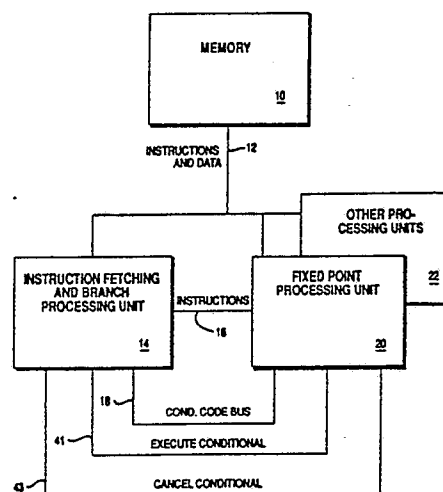 MEMORY
10
INSTRUCTIONS
AND DATA
12
OTHER PRO-
CESSING UNITS
22
INSTRUCTION FETCHING
AND BRANCH
PROCESSING UNIT
14
INSTRUCTIONS
16
FIXED POINT
PROCESSING UNIT
20
18
COND. CODE BUS
41
EXECUTE CONDITIONAL
43
CANCEL CONDITIONAL